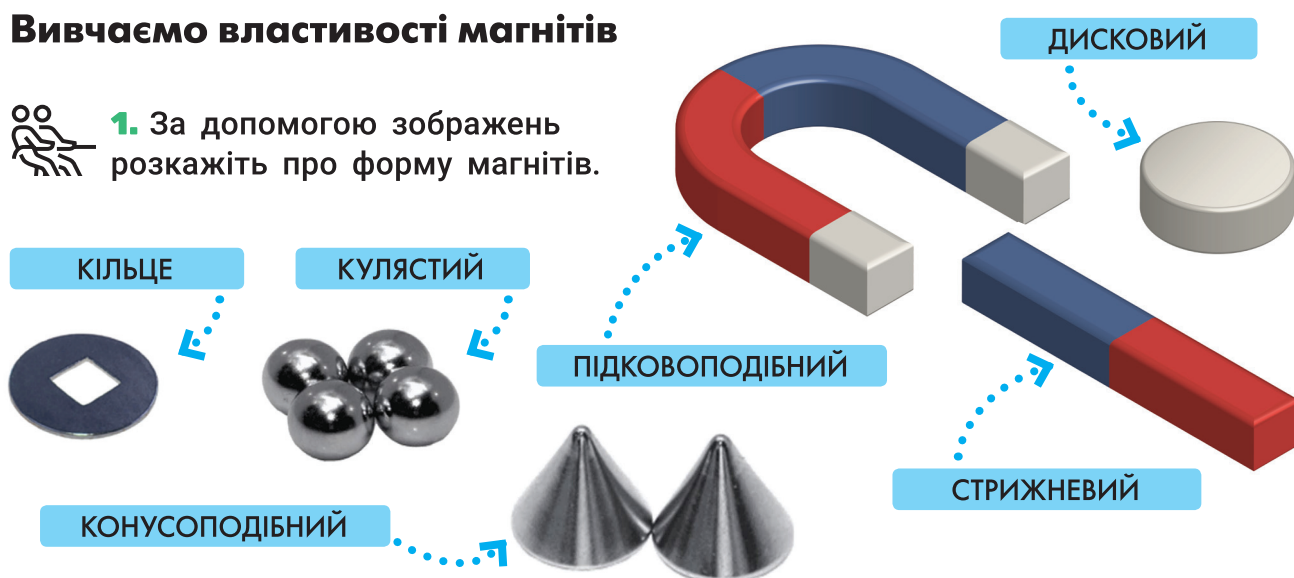 Вивчаємо властивості магнітів
1. За допомогою зображень
розкажіть про форму магнітів.
ДИСКОВИЙ
КІЛЬЦЕ
КУЛЯСТИЙ
ПІДКОВОПОДІБНИЙ
СТРИЖНЕВИЙ
КОНУСОПОДІБНИЙ